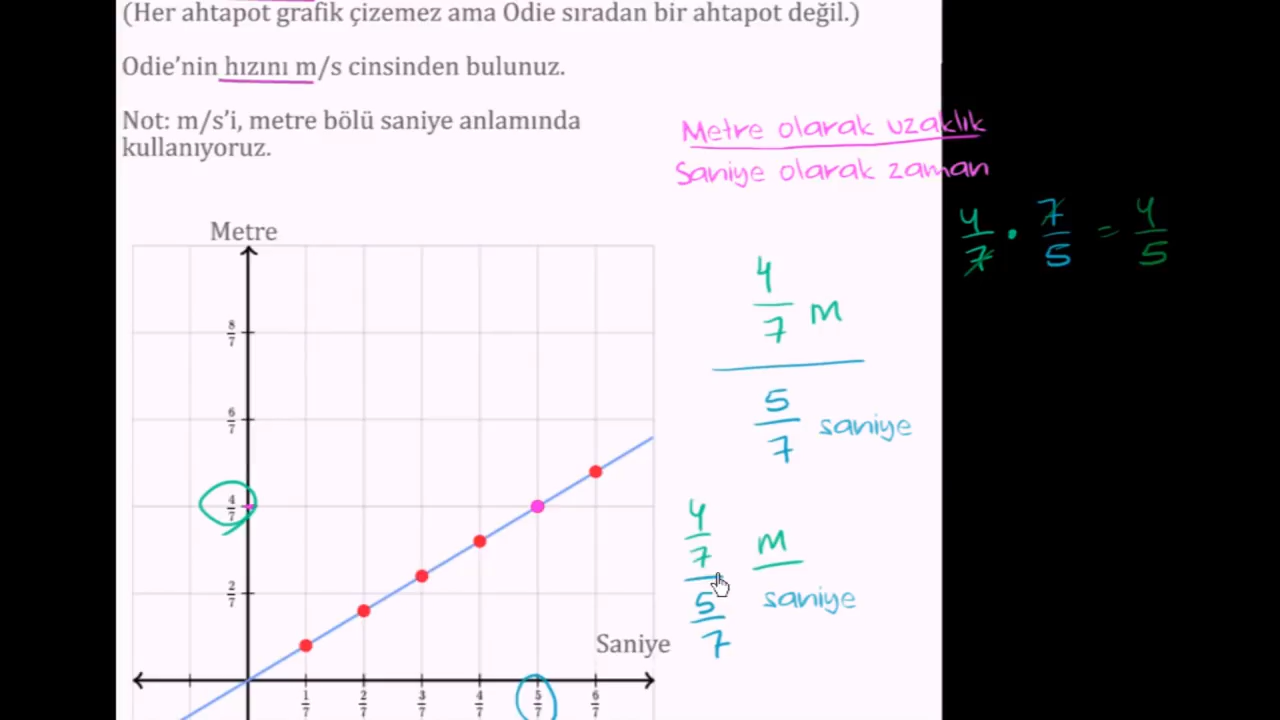 (Her ahtapot grafik çizemez ama Odie sıradan bir ahtapot değil.)
Odie’nin hızını m/s cinsinden bulunuz.
Not: m/s’i, metre bölü saniye anlamında
kullanıyoruz.
Metre olarak uzaklık
Saniye olarak zaman
4/7 · 7/5 = 4/5
Metre
4/7 m
5/7 saniye
8/7
6/7
4/7
2/7
4/7 m
5/7 saniye
Saniye
1/7 2/7 3/7 4/7 5/7 6/7